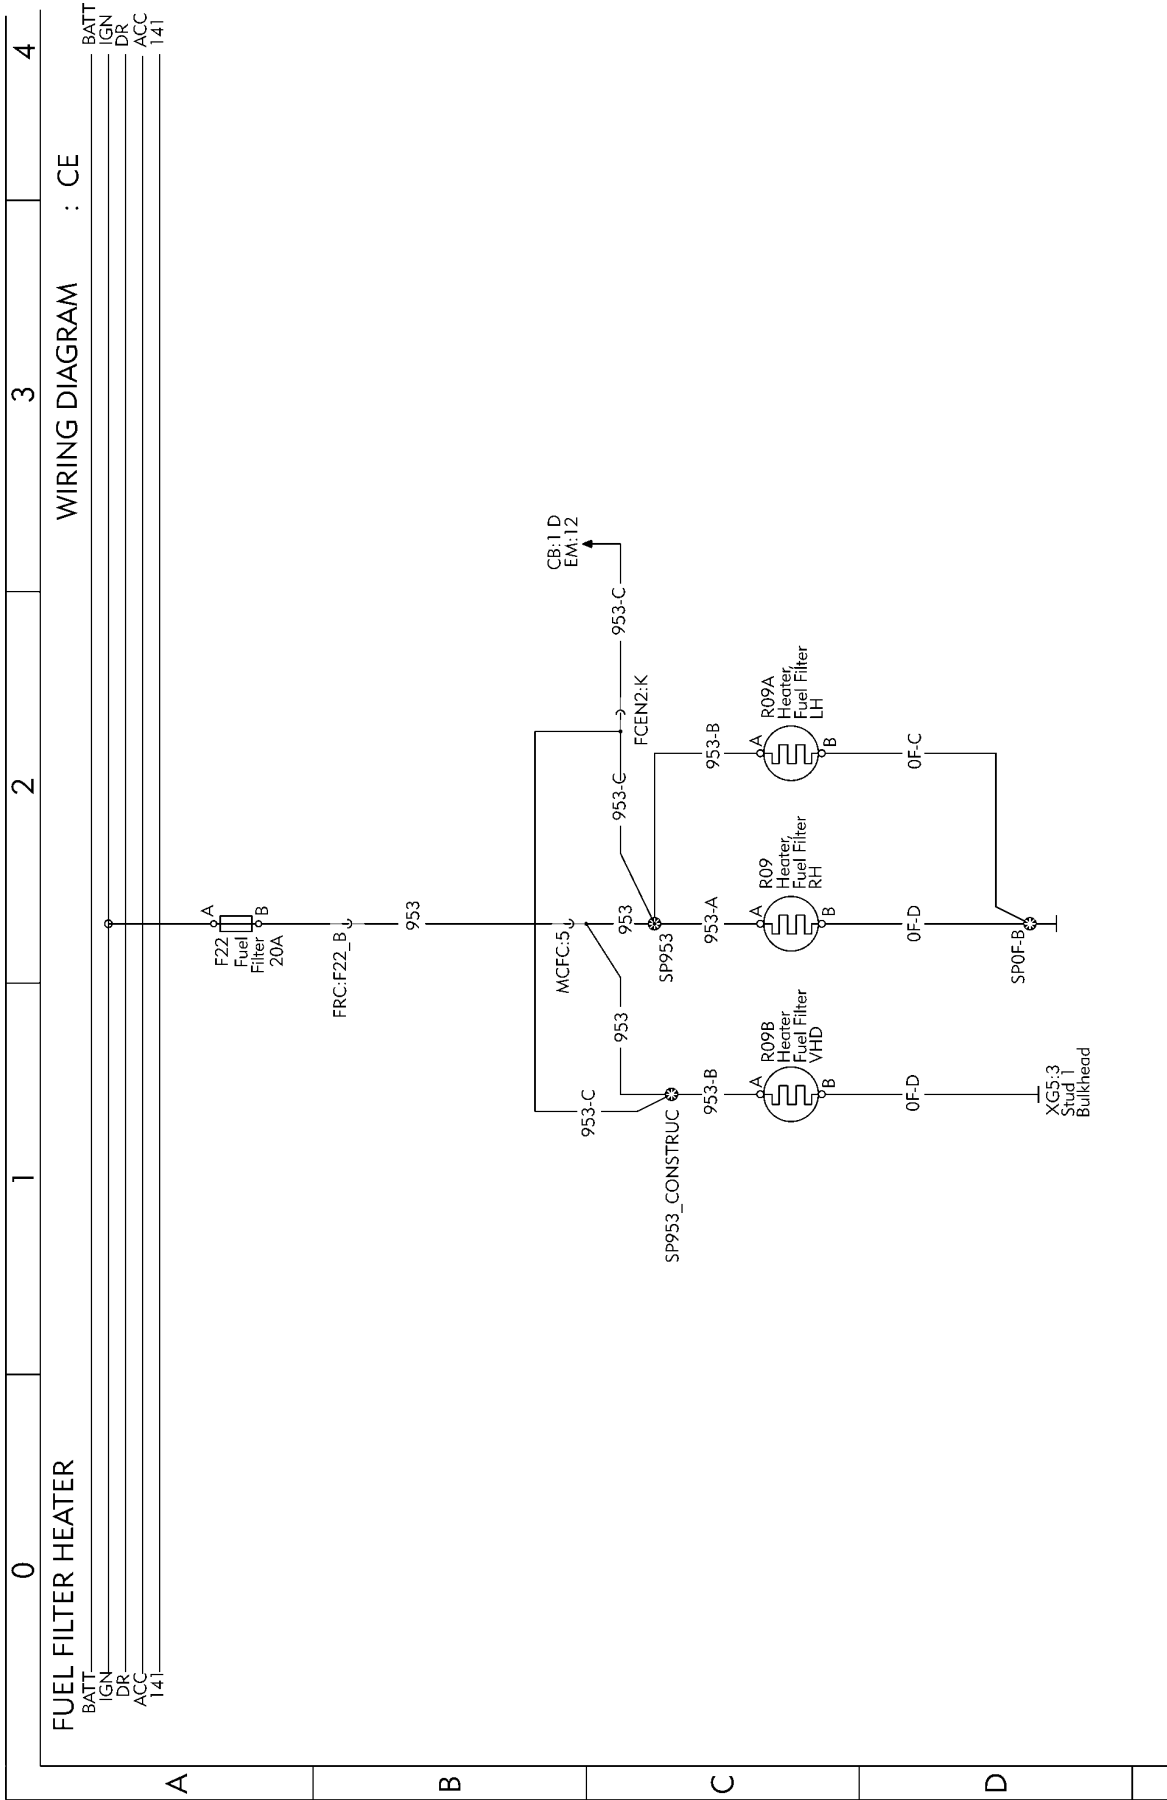 0
1
2
3
4
FUEL FILTER HEATER
WIRING DIAGRAM : CE
BATT
BATT
IGN
IGN
DR
DR
ACC
ACC
141
141
A
A
F22
Fuel
Filter
20A
B
FRC:F22_B
953
B
CB:1 D
EM:12
MCFC:5
953-C
953
953
953-C
953-C
FCEN2:K
SP953_CONSTRUC
SP953
953-B
953-A
953-B
C
A
R09B
Heater
Fuel Filter
VHD
B
A
R09
Heater,
Fuel Filter
RH
B
A
R09A
Heater,
Fuel Filter
LH
B
0F-D
0F-D
0F-C
D
SP0F-B
XG5:3
Stud 1
Bulkhead